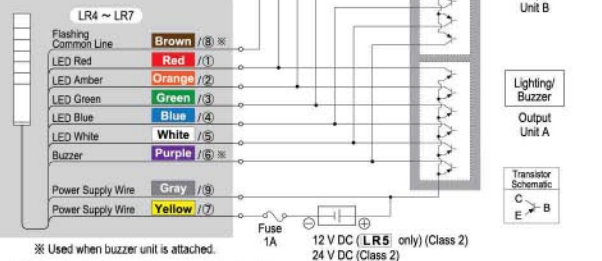 LR4 ~ LR7
Unit B
Flashing
Common Line Brown /⑧ ※
LED Red Red /①
LED Amber Orange /②
LED Green Green /③
LED Blue Blue /④
LED White White /⑤
Buzzer Purple /⑥ ※
Power Supply Wire Gray /⑨
Power Supply Wire Yellow /⑦
Lighting/
Buzzer
Output
Unit A
Transistor
Schematic
C
B
E
Fuse
1A
⊖ ⊕
12 V DC (LR5 only) (Class 2)
24 V DC (Class 2)
※ Used when buzzer unit is attached.